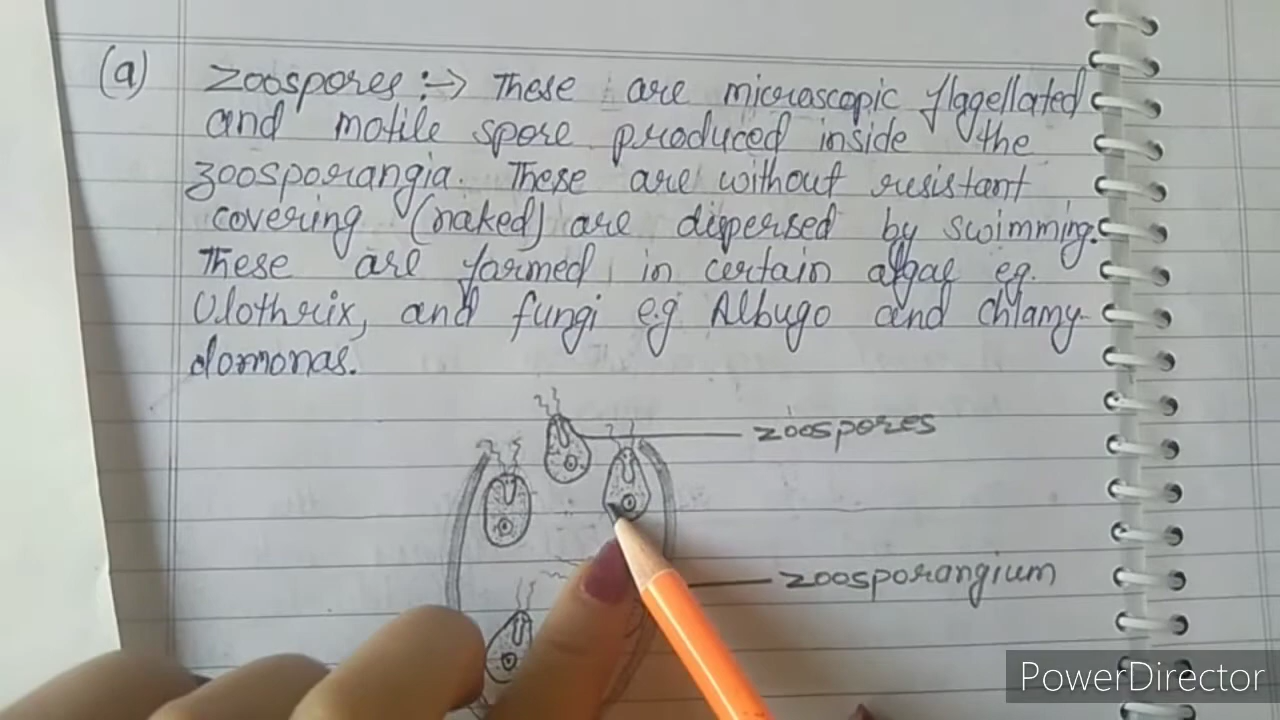 (a) Zoospores :-> These are microscopic flagellated
and motile spore produced inside the
zoosporangia. These are without resistant
covering (naked) are dispersed by swimming.
These are formed in certain algae eg.
Ulothrix, and fungi e.g Albugo and chlamy-
domonas.
zoospores
zoosporangium
PowerDirector